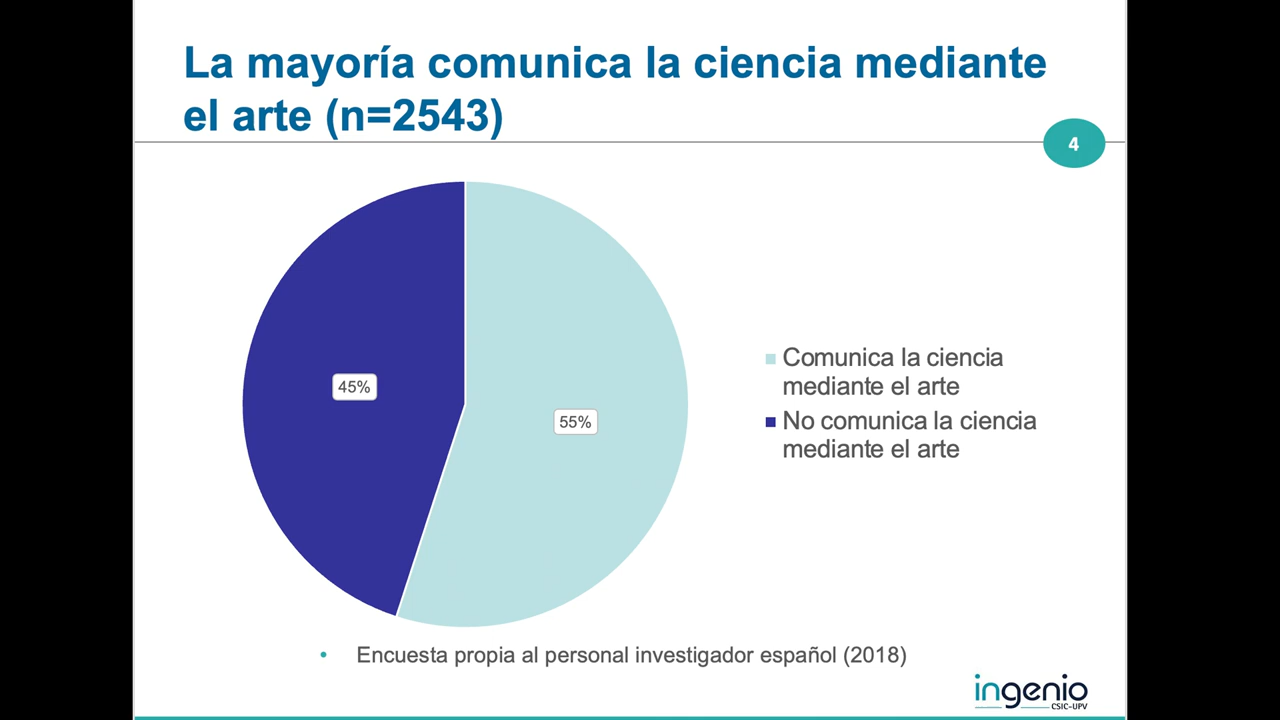 La mayoría comunica la ciencia mediante
el arte (n=2543)
4
45%
55%
Comunica la ciencia
mediante el arte
No comunica la ciencia
mediante el arte
• Encuesta propia al personal investigador español (2018)
ingenio
CSIC-UPV